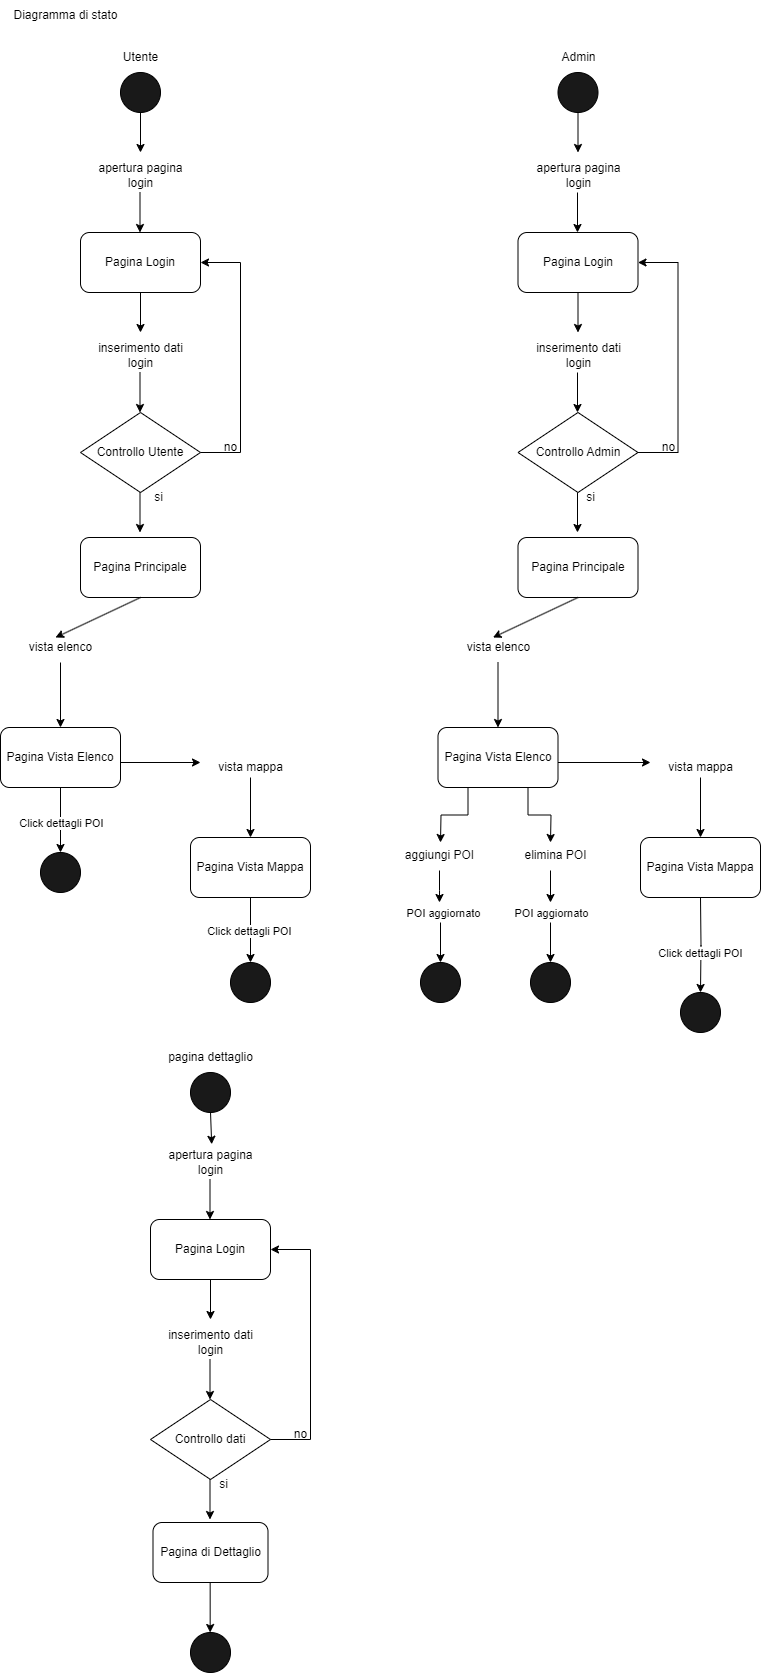 Diagramma di stato
Utente
apertura pagina
login
Pagina Login
inserimento dati
login
Controllo Utente
no
si
Pagina Principale
vista elenco
Pagina Vista Elenco
vista mappa
Click dettagli POI
Pagina Vista Mappa
Click dettagli POI
Admin
apertura pagina
login
Pagina Login
inserimento dati
login
Controllo Admin
no
si
Pagina Principale
vista elenco
Pagina Vista Elenco
vista mappa
aggiungi POI
elimina POI
Pagina Vista Mappa
POI aggiornato
POI aggiornato
Click dettagli POI
pagina dettaglio
apertura pagina
login
Pagina Login
inserimento dati
login
Controllo dati
no
si
Pagina di Dettaglio